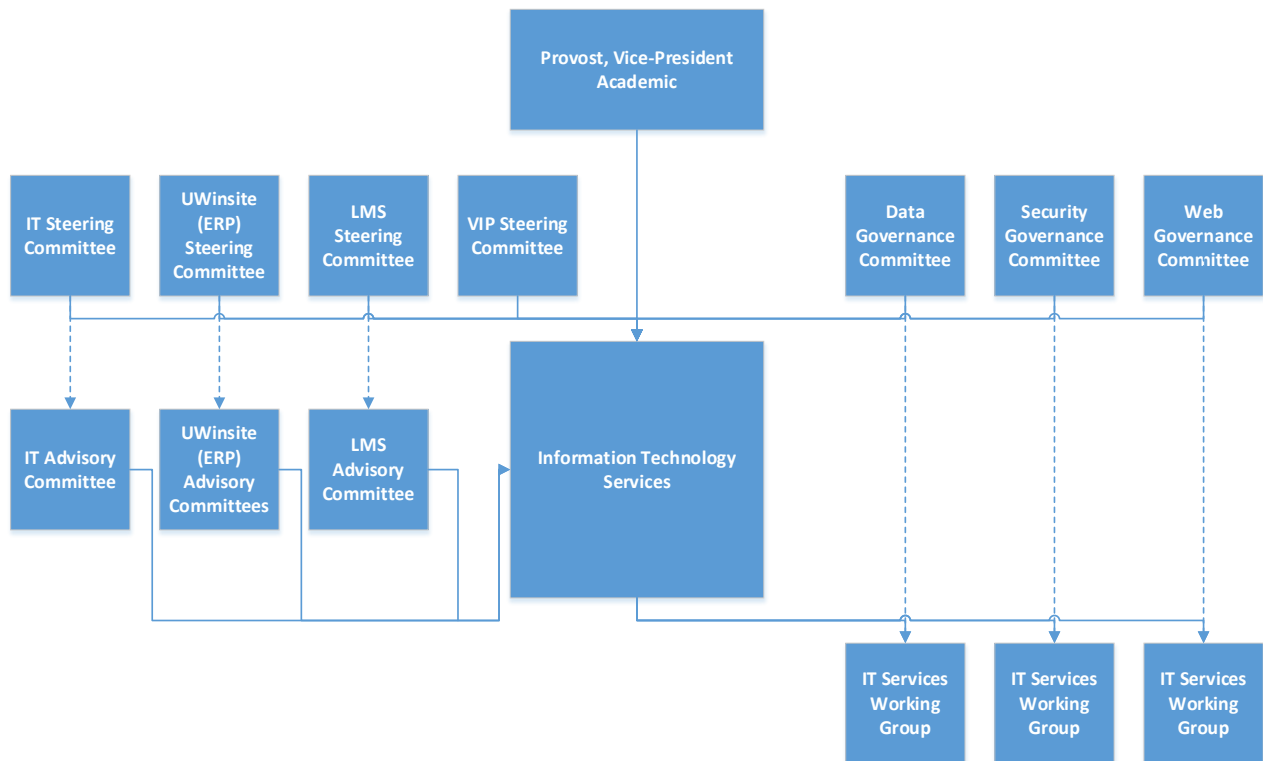 Provost, Vice-President
Academic
IT Steering
Committee
UWinsite
(ERP)
Steering
Committee
LMS
Steering
Committee
VIP Steering
Committee
Data
Governance
Committee
Security
Governance
Committee
Web
Governance
Committee
IT Advisory
Committee
UWinsite
(ERP)
Advisory
Committees
LMS
Advisory
Committee
Information Technology
Services
IT Services
Working
Group
IT Services
Working
Group
IT Services
Working
Group